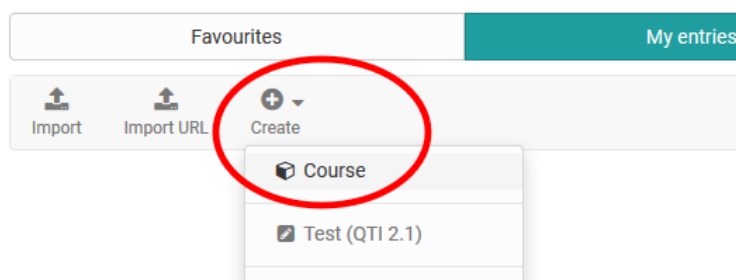 Favourites
My entries
Import
Import URL
Create
Course
Test (QTI 2.1)